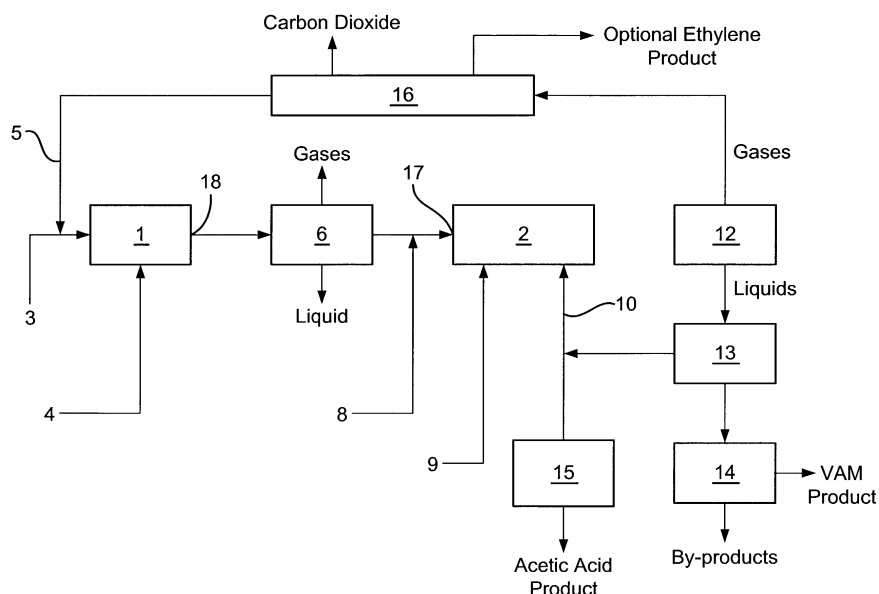 Carbon Dioxide
Optional Ethylene
Product
16
5
Gases
Gases
18
17
1
6
2
12
3
Liquid
10
Liquids
13
4
8
9
15
14
VAM
Product
Acetic Acid
Product
By-products